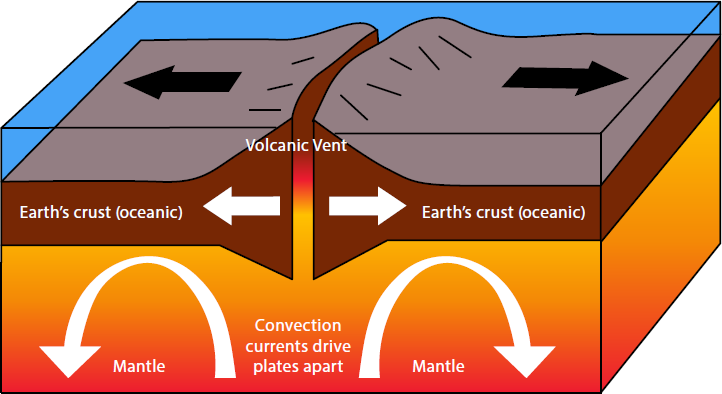 Volcanic Vent
Earth’s crust (oceanic)
Earth’s crust (oceanic)
Convection
currents drive
plates apart
Mantle
Mantle